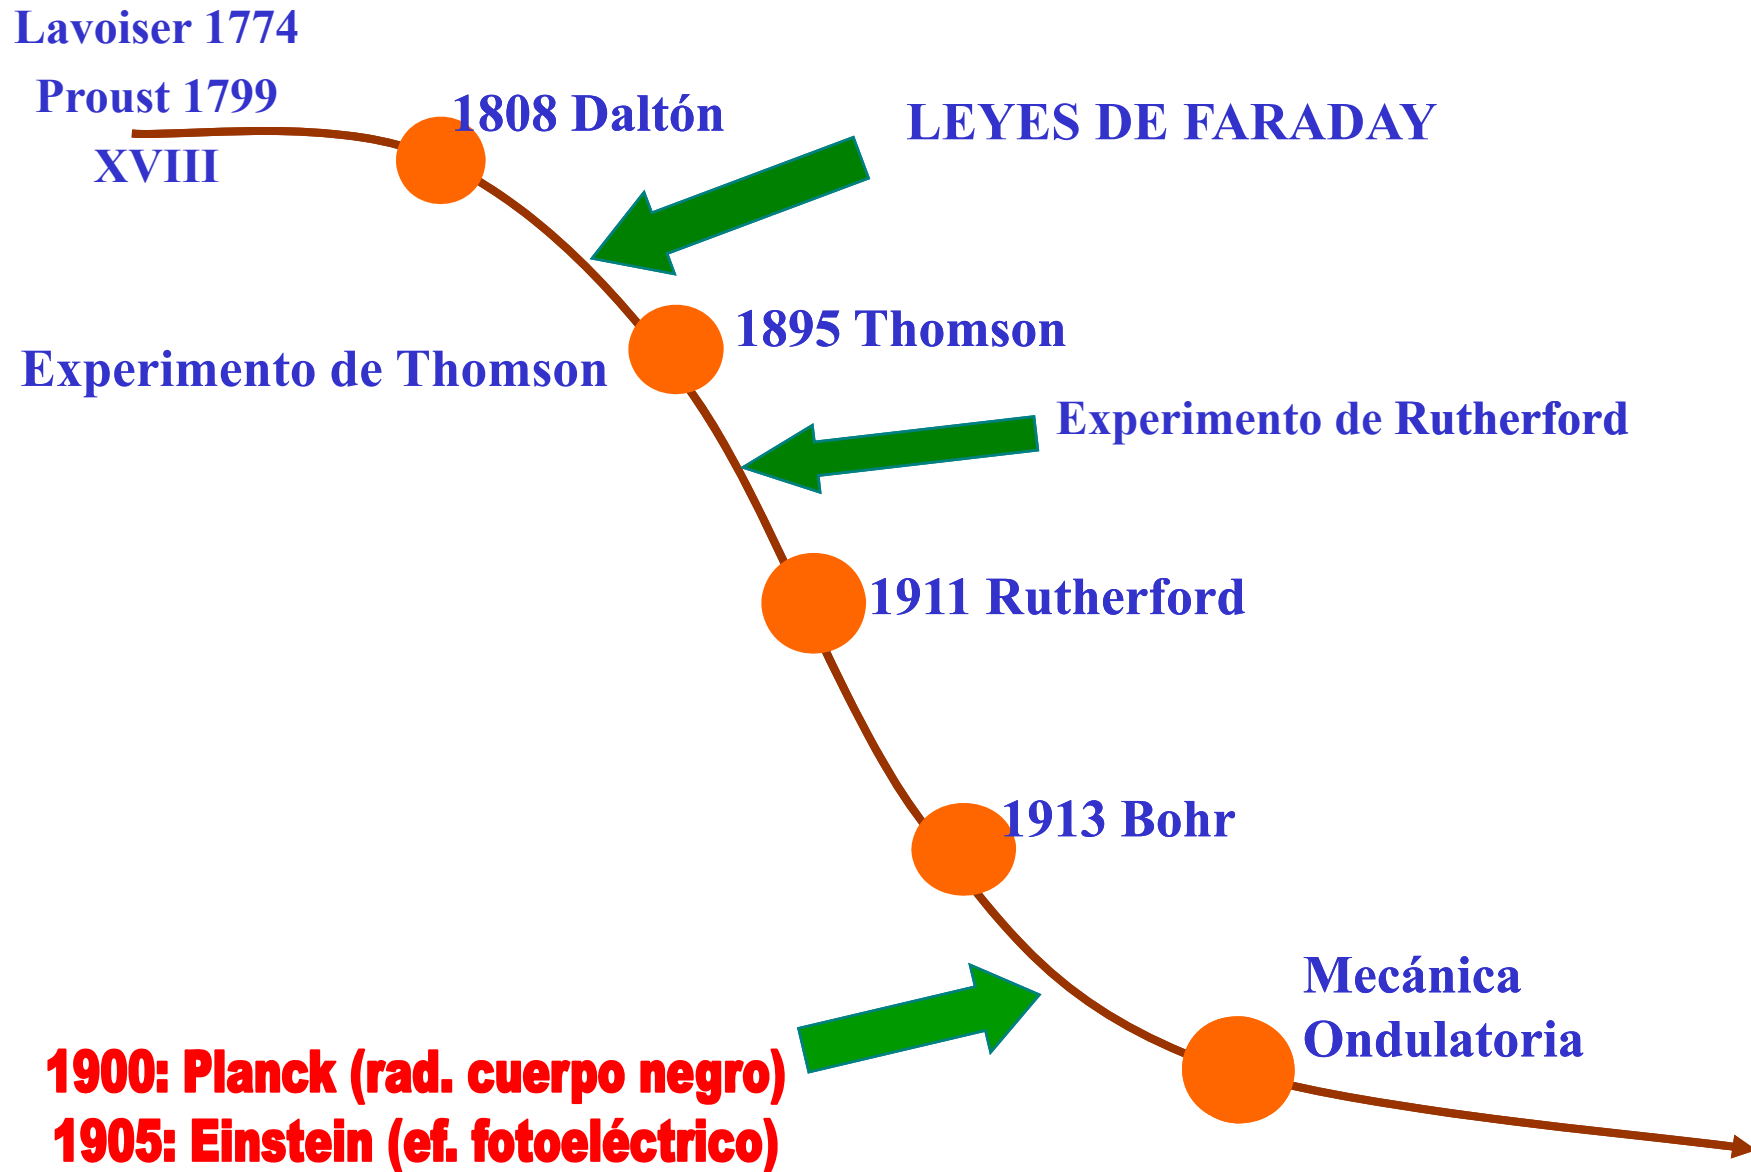 Lavoiser 1774
Proust 1799
XVIII
1808 Daltón
LEYES DE FARADAY
1895 Thomson
Experimento de Thomson
Experimento de Rutherford
1911 Rutherford
1913 Bohr
Mecánica
Ondulatoria
1900: Planck (rad. cuerpo negro)
1905: Einstein (ef. fotoeléctrico)